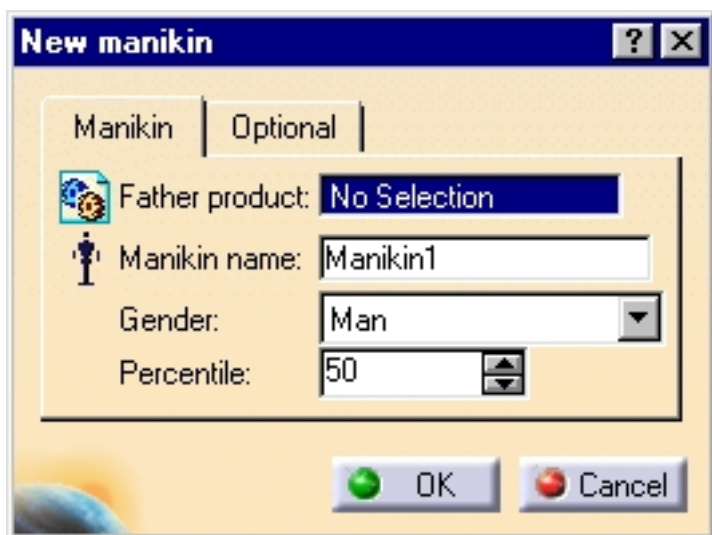 New manikin
Manikin Optional
Father product: No Selection
Manikin name: Manikin1
Gender: Man
Percentile: 50
OK Cancel